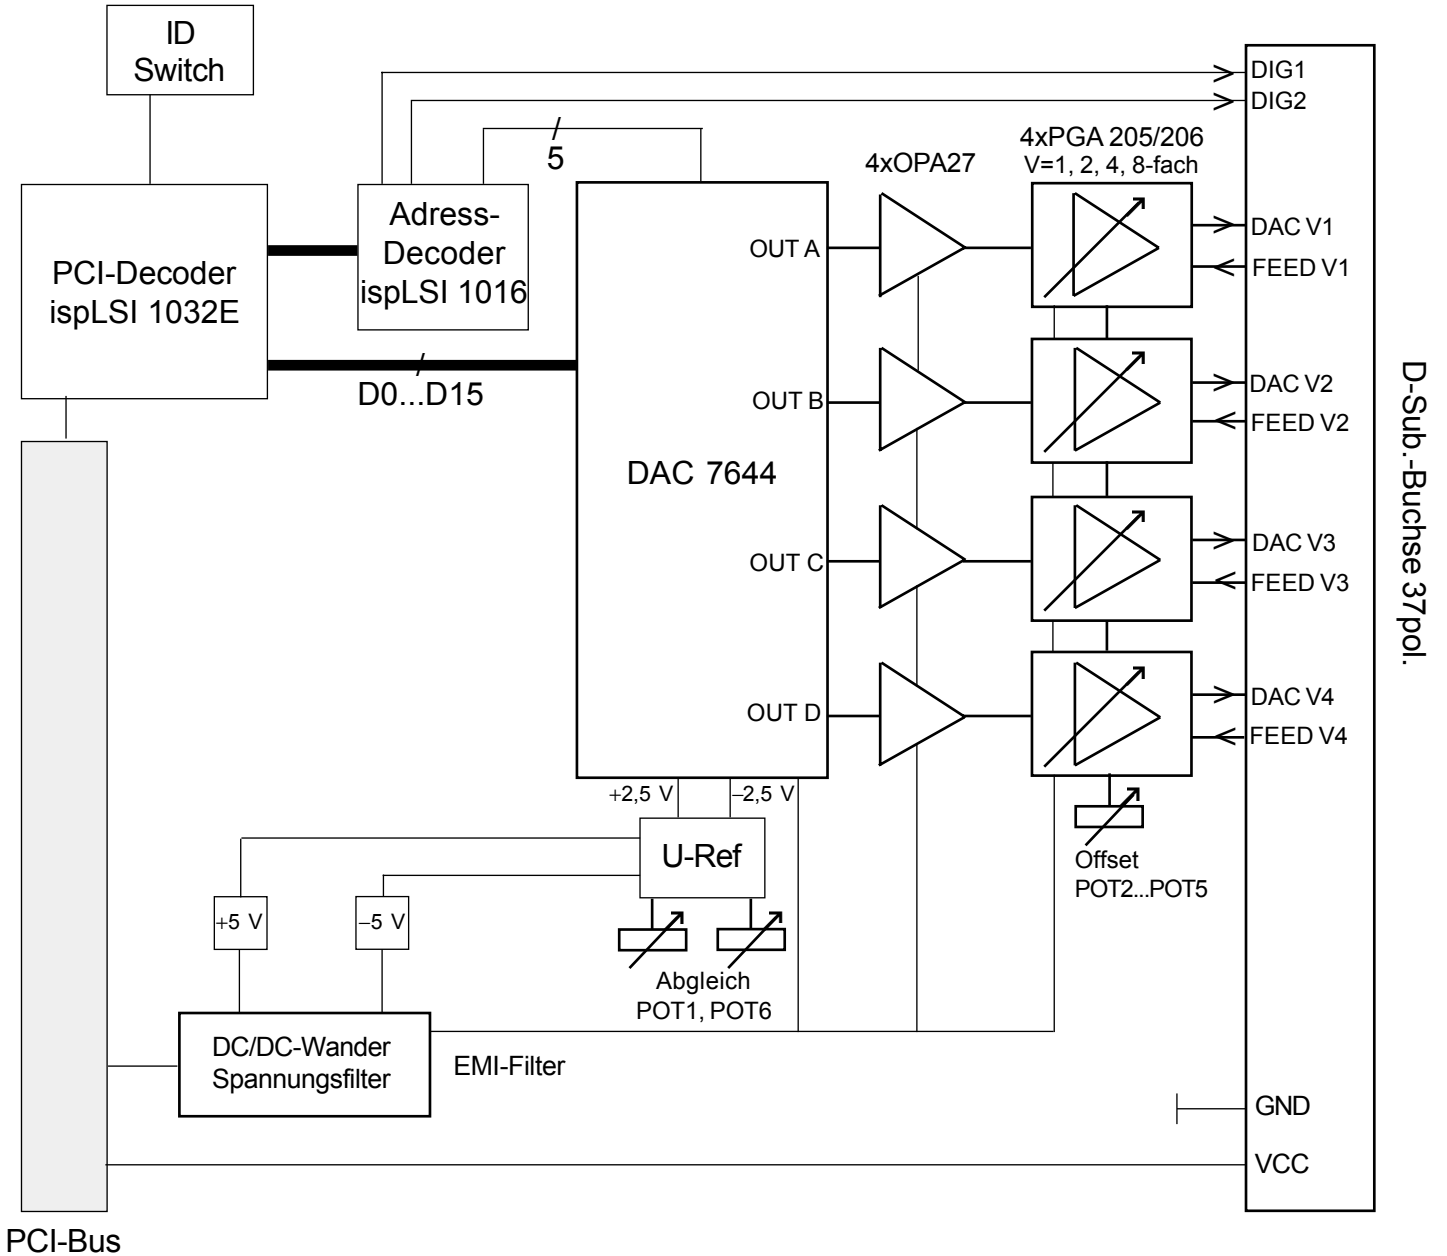 ID
Switch
DIG1
DIG2
5
4xOPA27
4xPGA 205/206
V=1, 2, 4, 8-fach
PCI-Decoder
ispLSI 1032E
Adress-
Decoder
ispLSI 1016
D0...D15
OUT A
OUT B
DAC 7644
OUT C
OUT D
DAC V1
FEED V1
DAC V2
FEED V2
DAC V3
FEED V3
DAC V4
FEED V4
D-Sub.-Buchse 37pol.
+2,5 V
–2,5 V
U-Ref
Offset
POT2...POT5
+5 V
–5 V
Abgleich
POT1, POT6
DC/DC-Wander
Spannungsfilter
EMI-Filter
GND
VCC
PCI-Bus